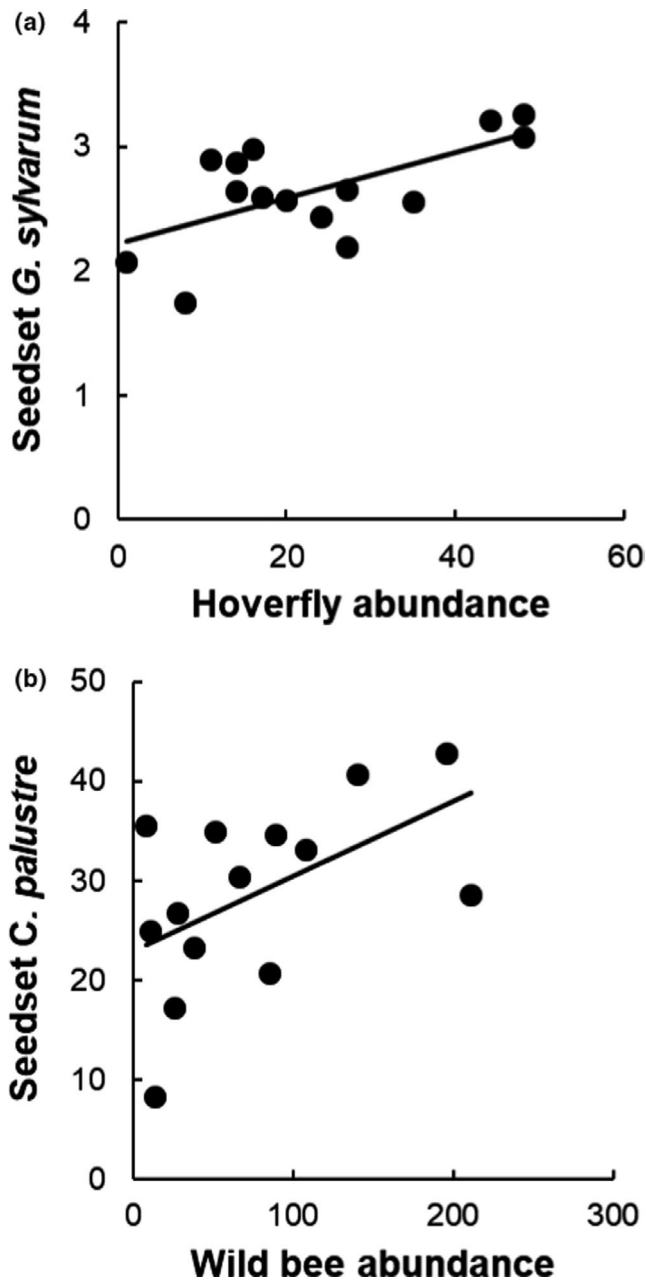 (a)
Seedset G. sylvarum
4
3
2
1
0
0 20 40 60
Hoverfly abundance
(b)
Seedset C. palustre
50
40
30
20
10
0
0 100 200 300
Wild bee abundance